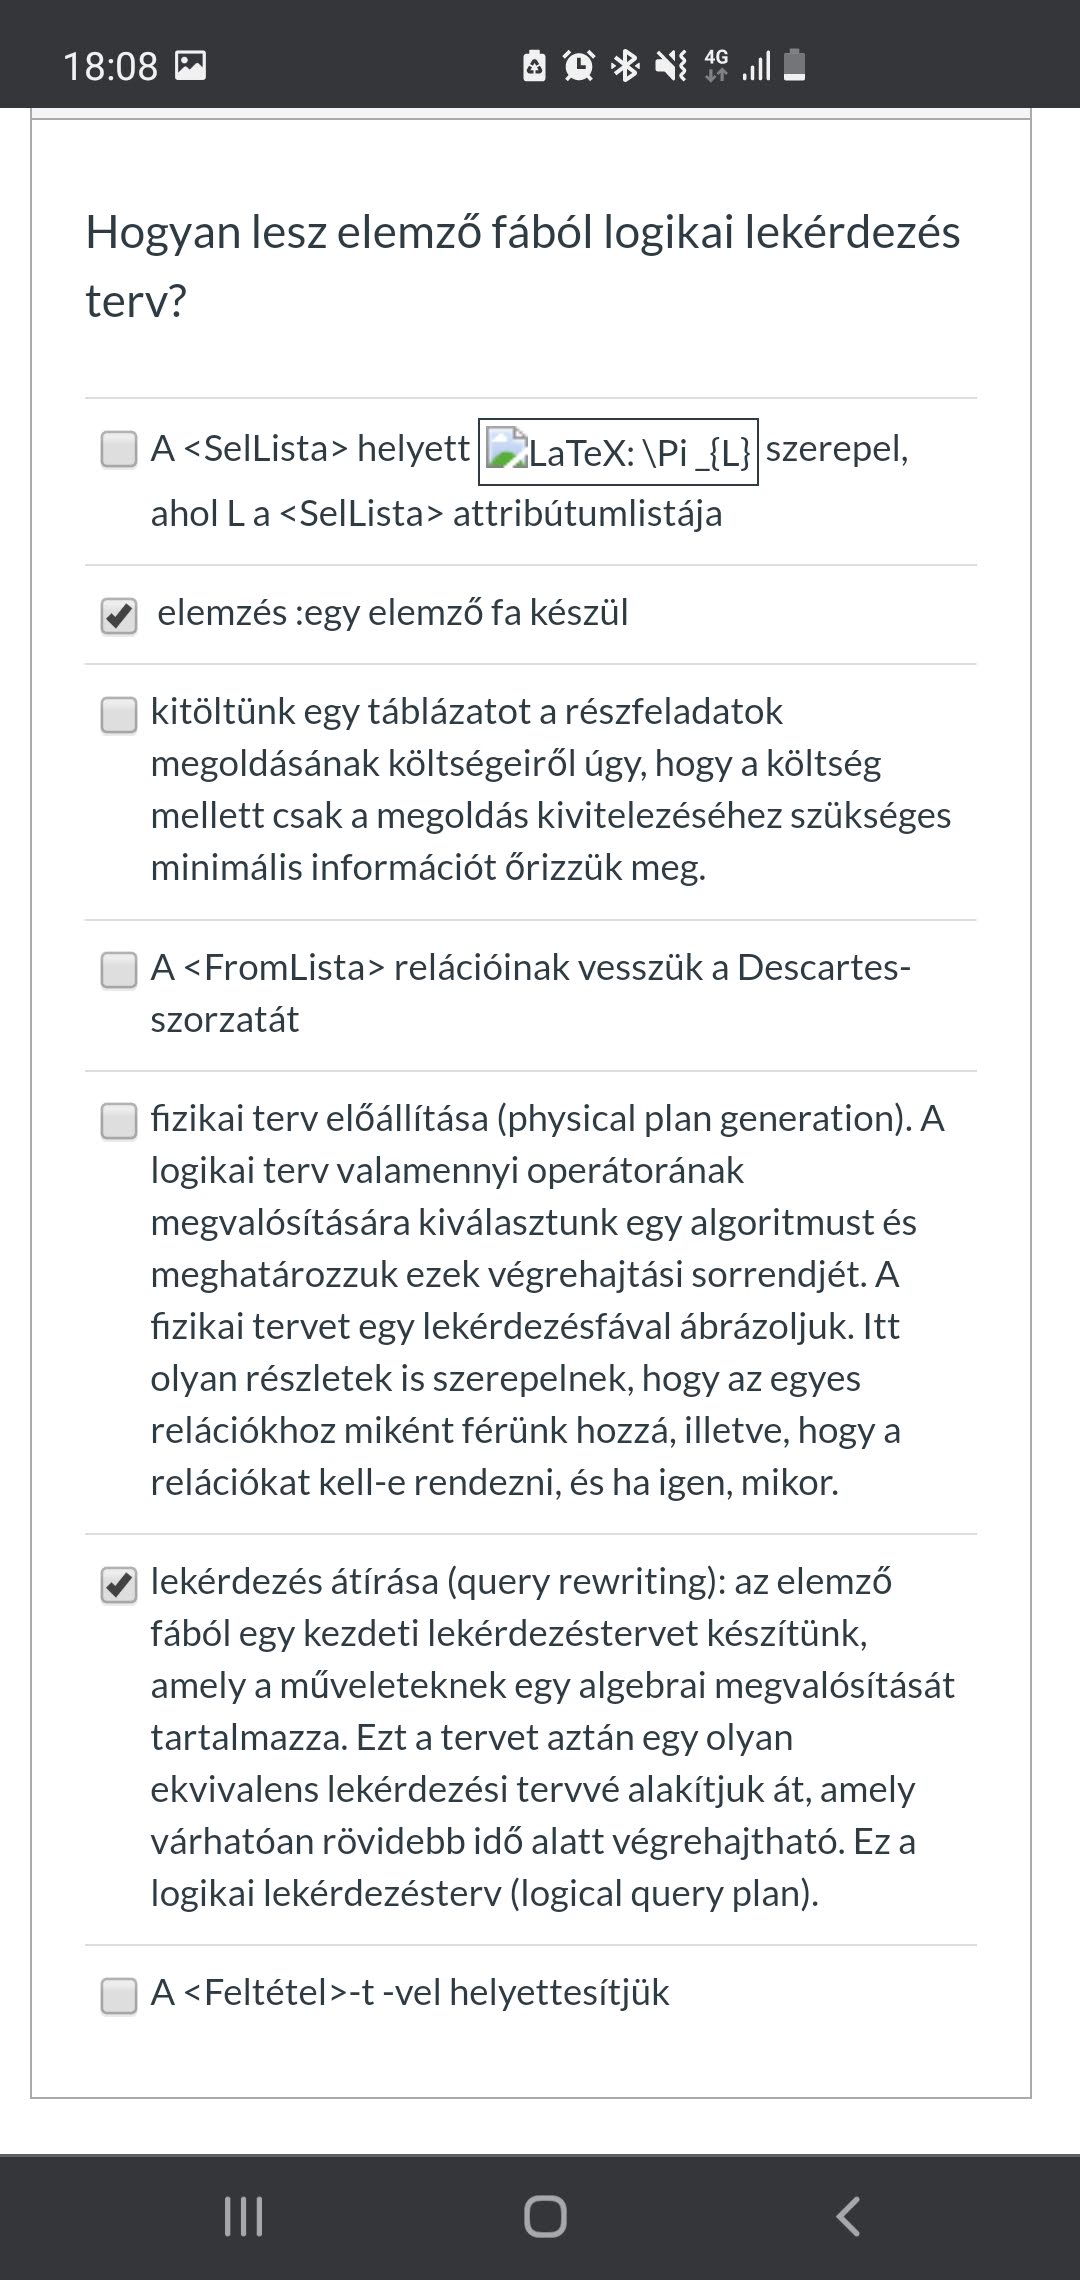 18:08
4G
Hogyan lesz elemző fából logikai lekérdezés
terv?
A <SelLista> helyett LaTeX: \Pi _{L} szerepel,
ahol L a <SelLista> attribútumlistája
elemzés :egy elemző fa készül
kitöltünk egy táblázatot a részfeladatok
megoldásának költségeiről úgy, hogy a költség
mellett csak a megoldás kivitelezéséhez szükséges
minimális információt őrizzük meg.
A <FromLista> relációinak vesszük a Descartes-
szorzatát
fizikai terv előállítása (physical plan generation). A
logikai terv valamennyi operátorának
megvalósítására kiválasztunk egy algoritmust és
meghatározzuk ezek végrehajtási sorrendjét. A
fizikai tervet egy lekérdezésfával ábrázoljuk. Itt
olyan részletek is szerepelnek, hogy az egyes
relációkhoz miként férünk hozzá, illetve, hogy a
relációkat kell-e rendezni, és ha igen, mikor.
lekérdezés átírása (query rewriting): az elemző
fából egy kezdeti lekérdezéstervet készítünk,
amely a műveleteknek egy algebrai megvalósítását
tartalmazza. Ezt a tervet aztán egy olyan
ekvivalens lekérdezési tervvé alakítjuk át, amely
várhatóan rövidebb idő alatt végrehajtható. Ez a
logikai lekérdezésterv (logical query plan).
A <Feltétel>-t -vel helyettesítjük